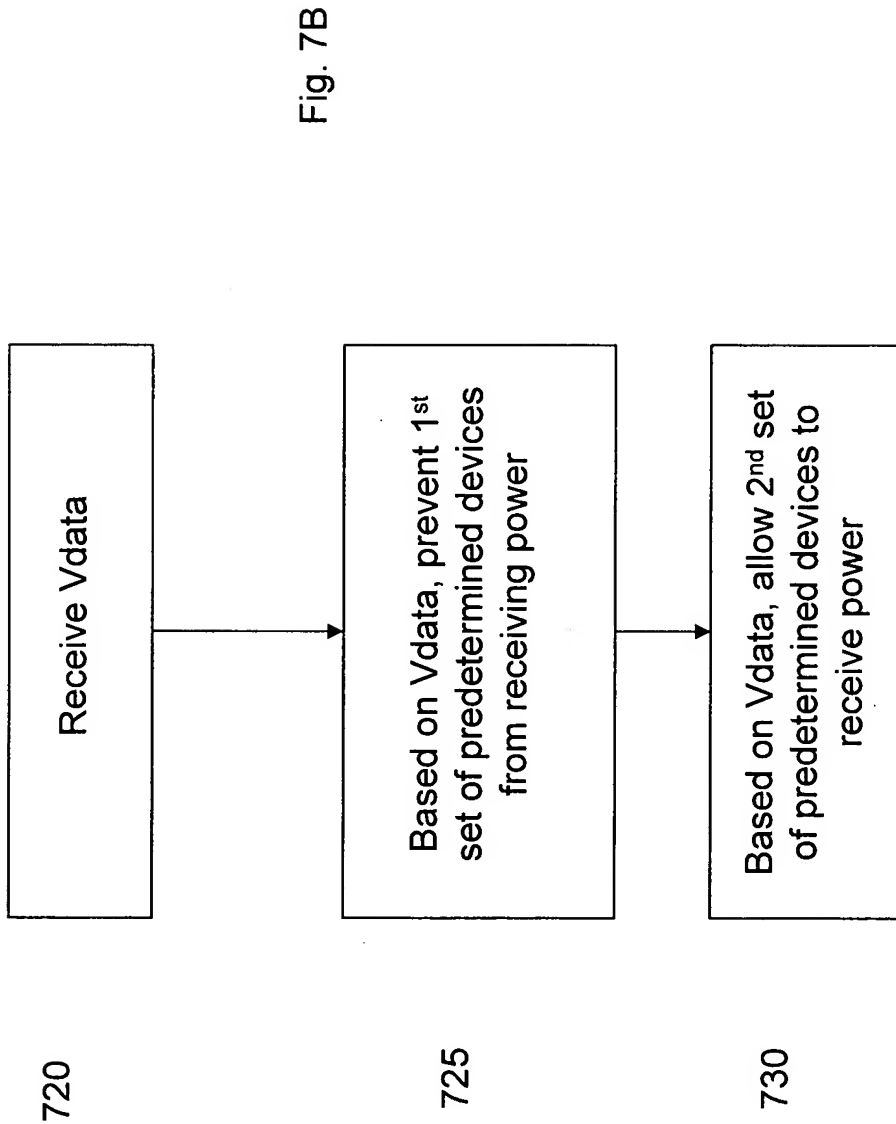 720
Receive Vdata
725
Based on Vdata, prevent 1st
set of predetermined devices
from receiving power
730
Based on Vdata, allow 2nd set
of predetermined devices to
receive power
Fig. 7B